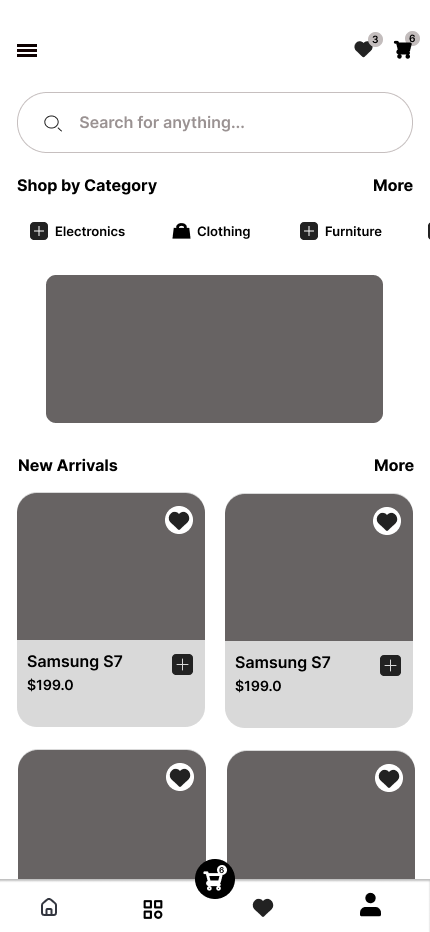 3
6
Search for anything...
Shop by Category
More
Electronics
Clothing
Furniture
New Arrivals
More
Samsung S7
$199.0
Samsung S7
$199.0
6